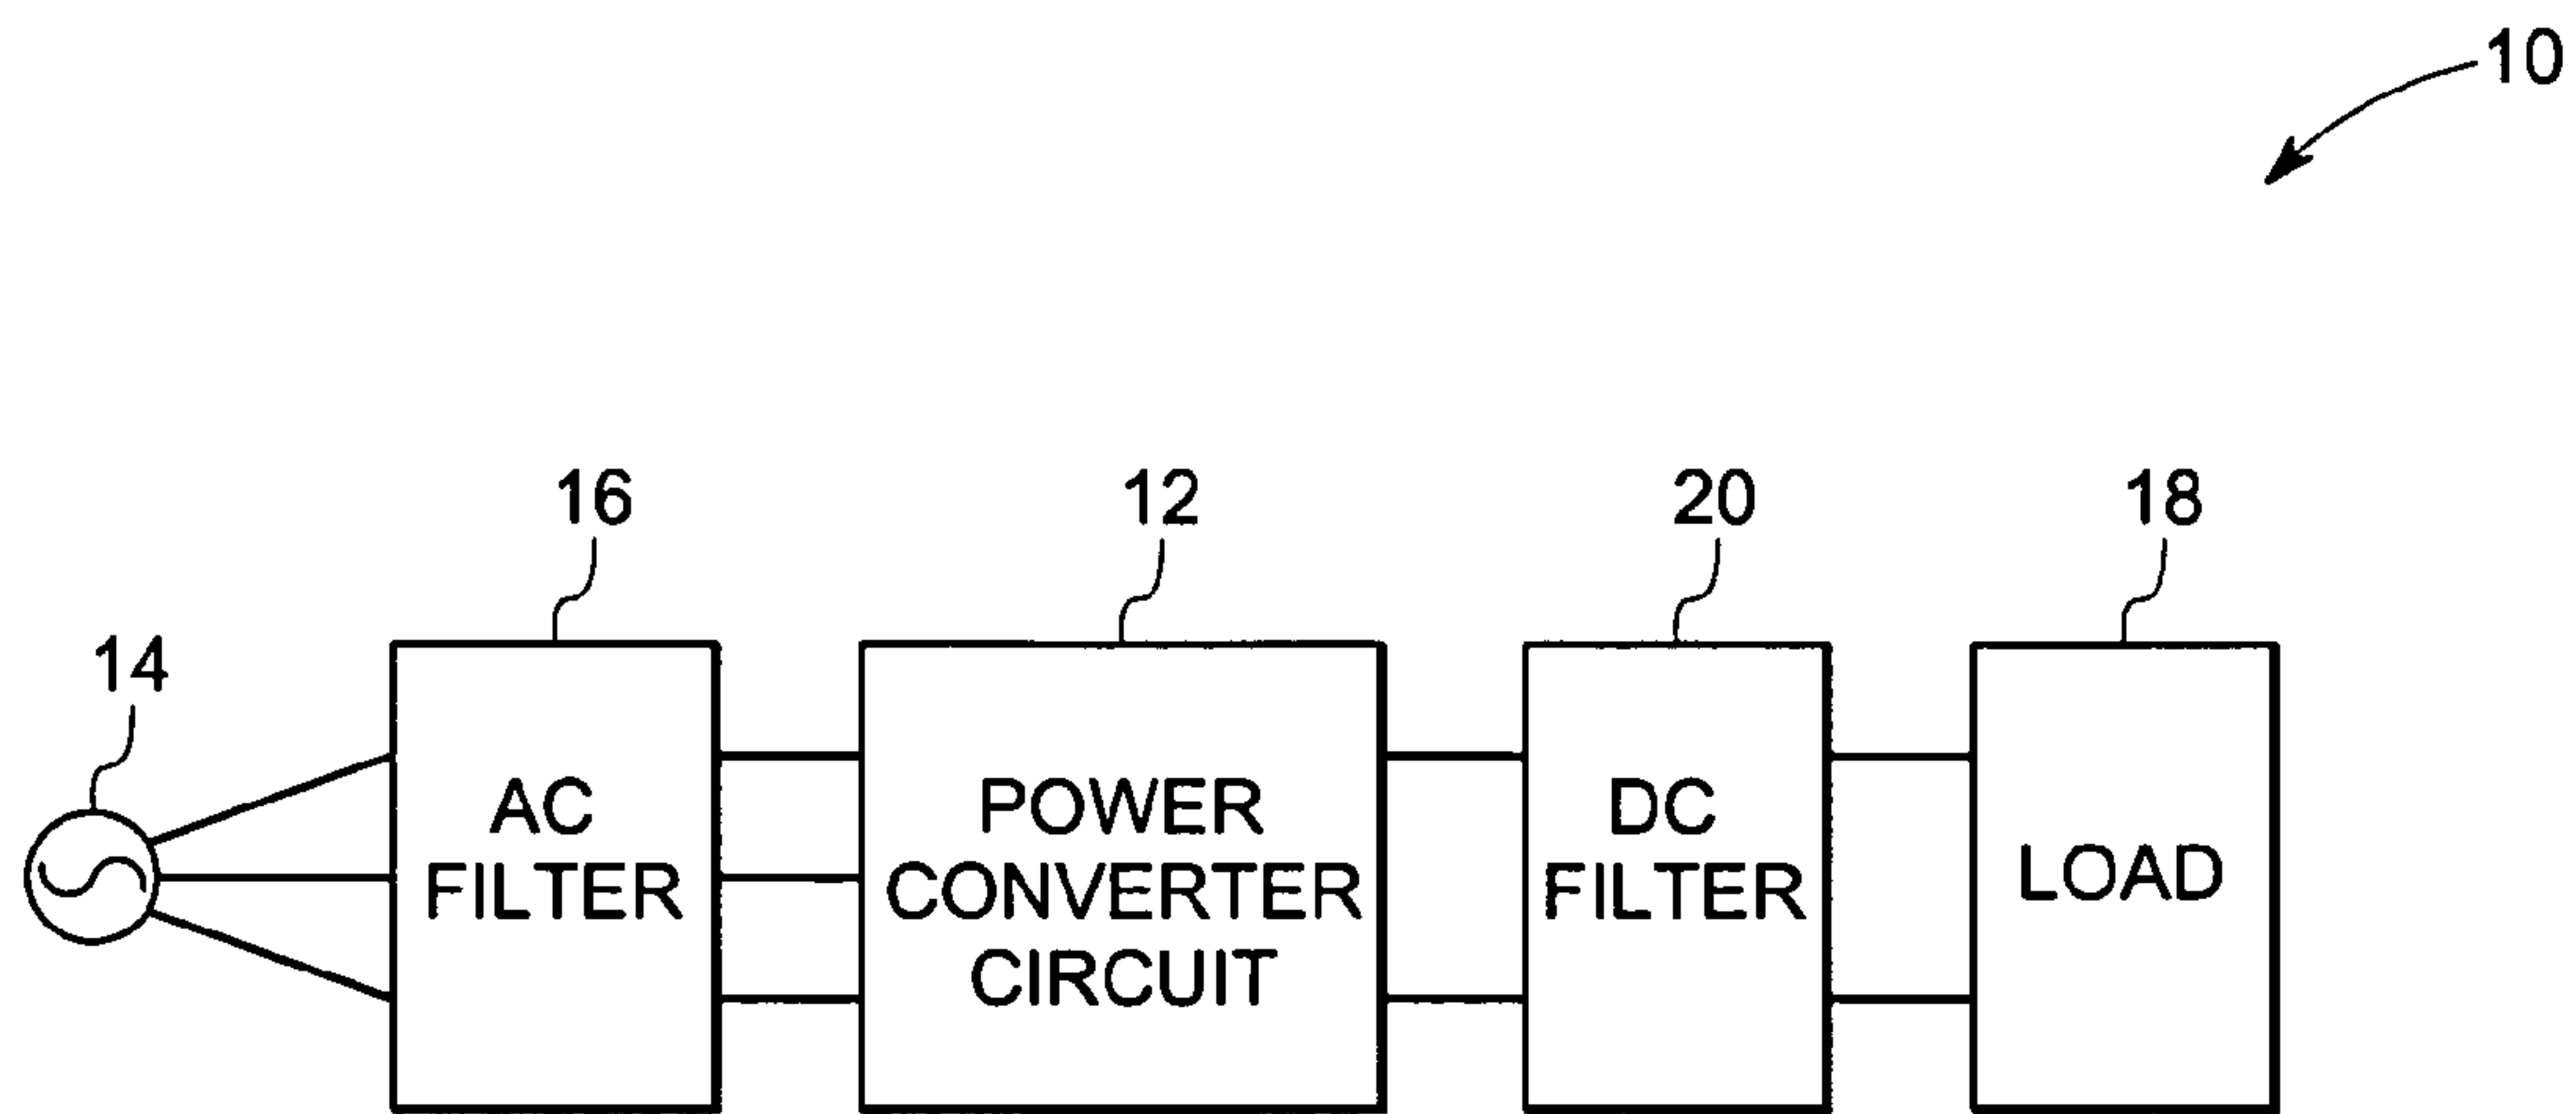 10
16
12
20
18
14
AC
FILTER
POWER
CONVERTER
CIRCUIT
DC
FILTER
LOAD